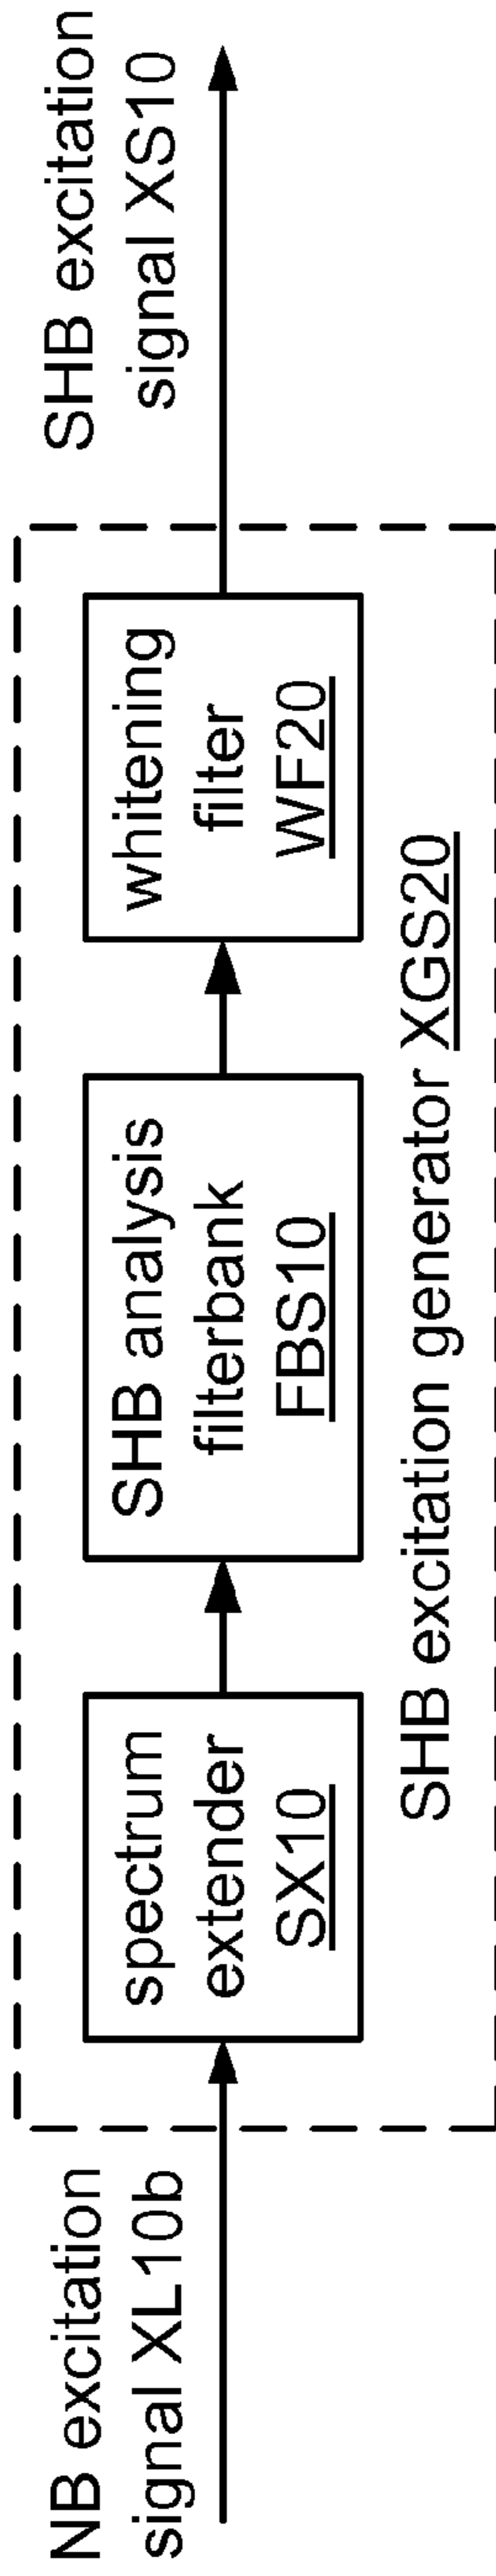 NB excitation
signal XL10b
spectrum
extender
SX10
SHB analysis
filterbank
FBS10
whitening
filter
WF20
SHB excitation generator XGS20
SHB excitation
signal XS10